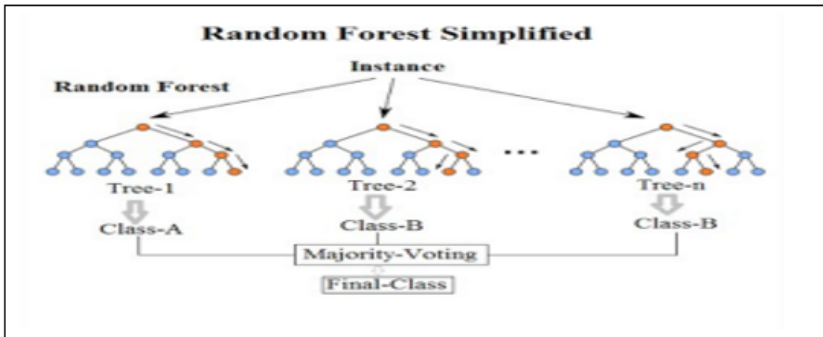 Random Forest Simplified
Instance
Random Forest
Tree-1
Tree-2
...
Tree-n
Class-A
Class-B
Class-B
Majority-Voting
Final-Class